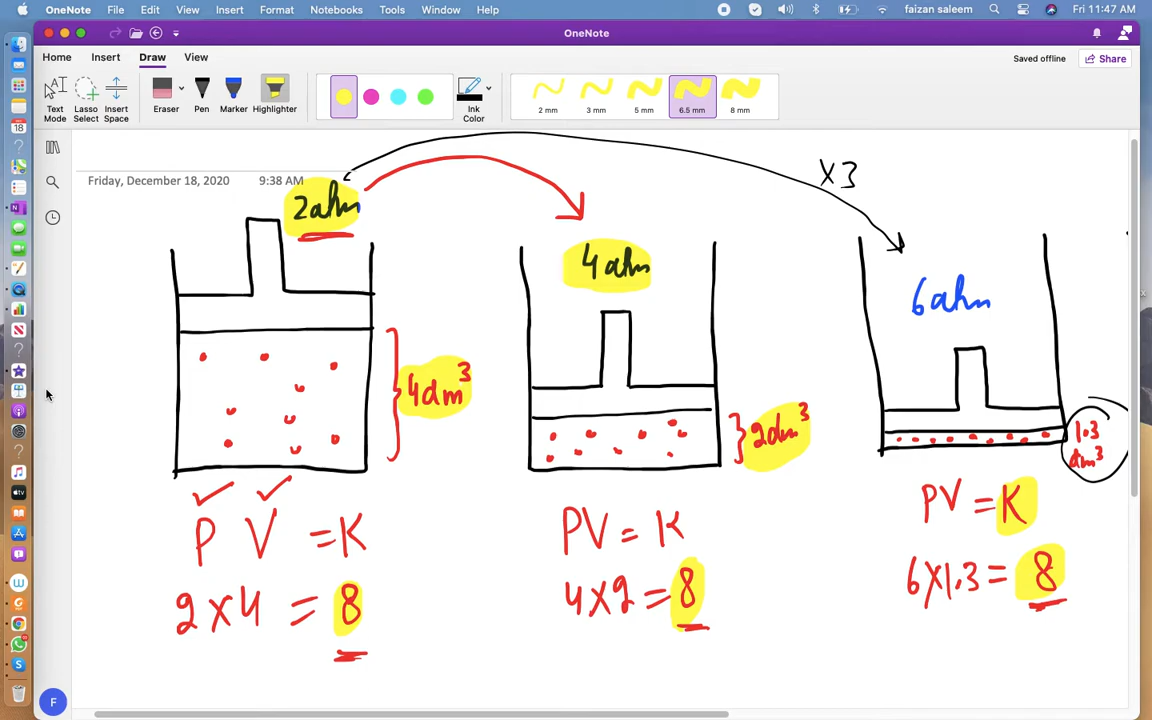 OneNote File Edit View Insert Format Notebooks Tools Window Help faizan saleem Fri 11:47 AM
OneNote
Home Insert Draw View
Saved offline Share
Text Mode Lasso Select Insert Space Eraser Pen Marker Highlighter Ink Color 2 mm 3 mm 5 mm 6.5 mm 8 mm
Friday, December 18, 2020 9:38 AM
X3
2atm
4atm
6atm
4dm³
2dm³
1.3 dm³
P V = K
2 X 4 = 8
PV = K
4 X 2 = 8
PV = K
6 X 1.3 = 8
18
F